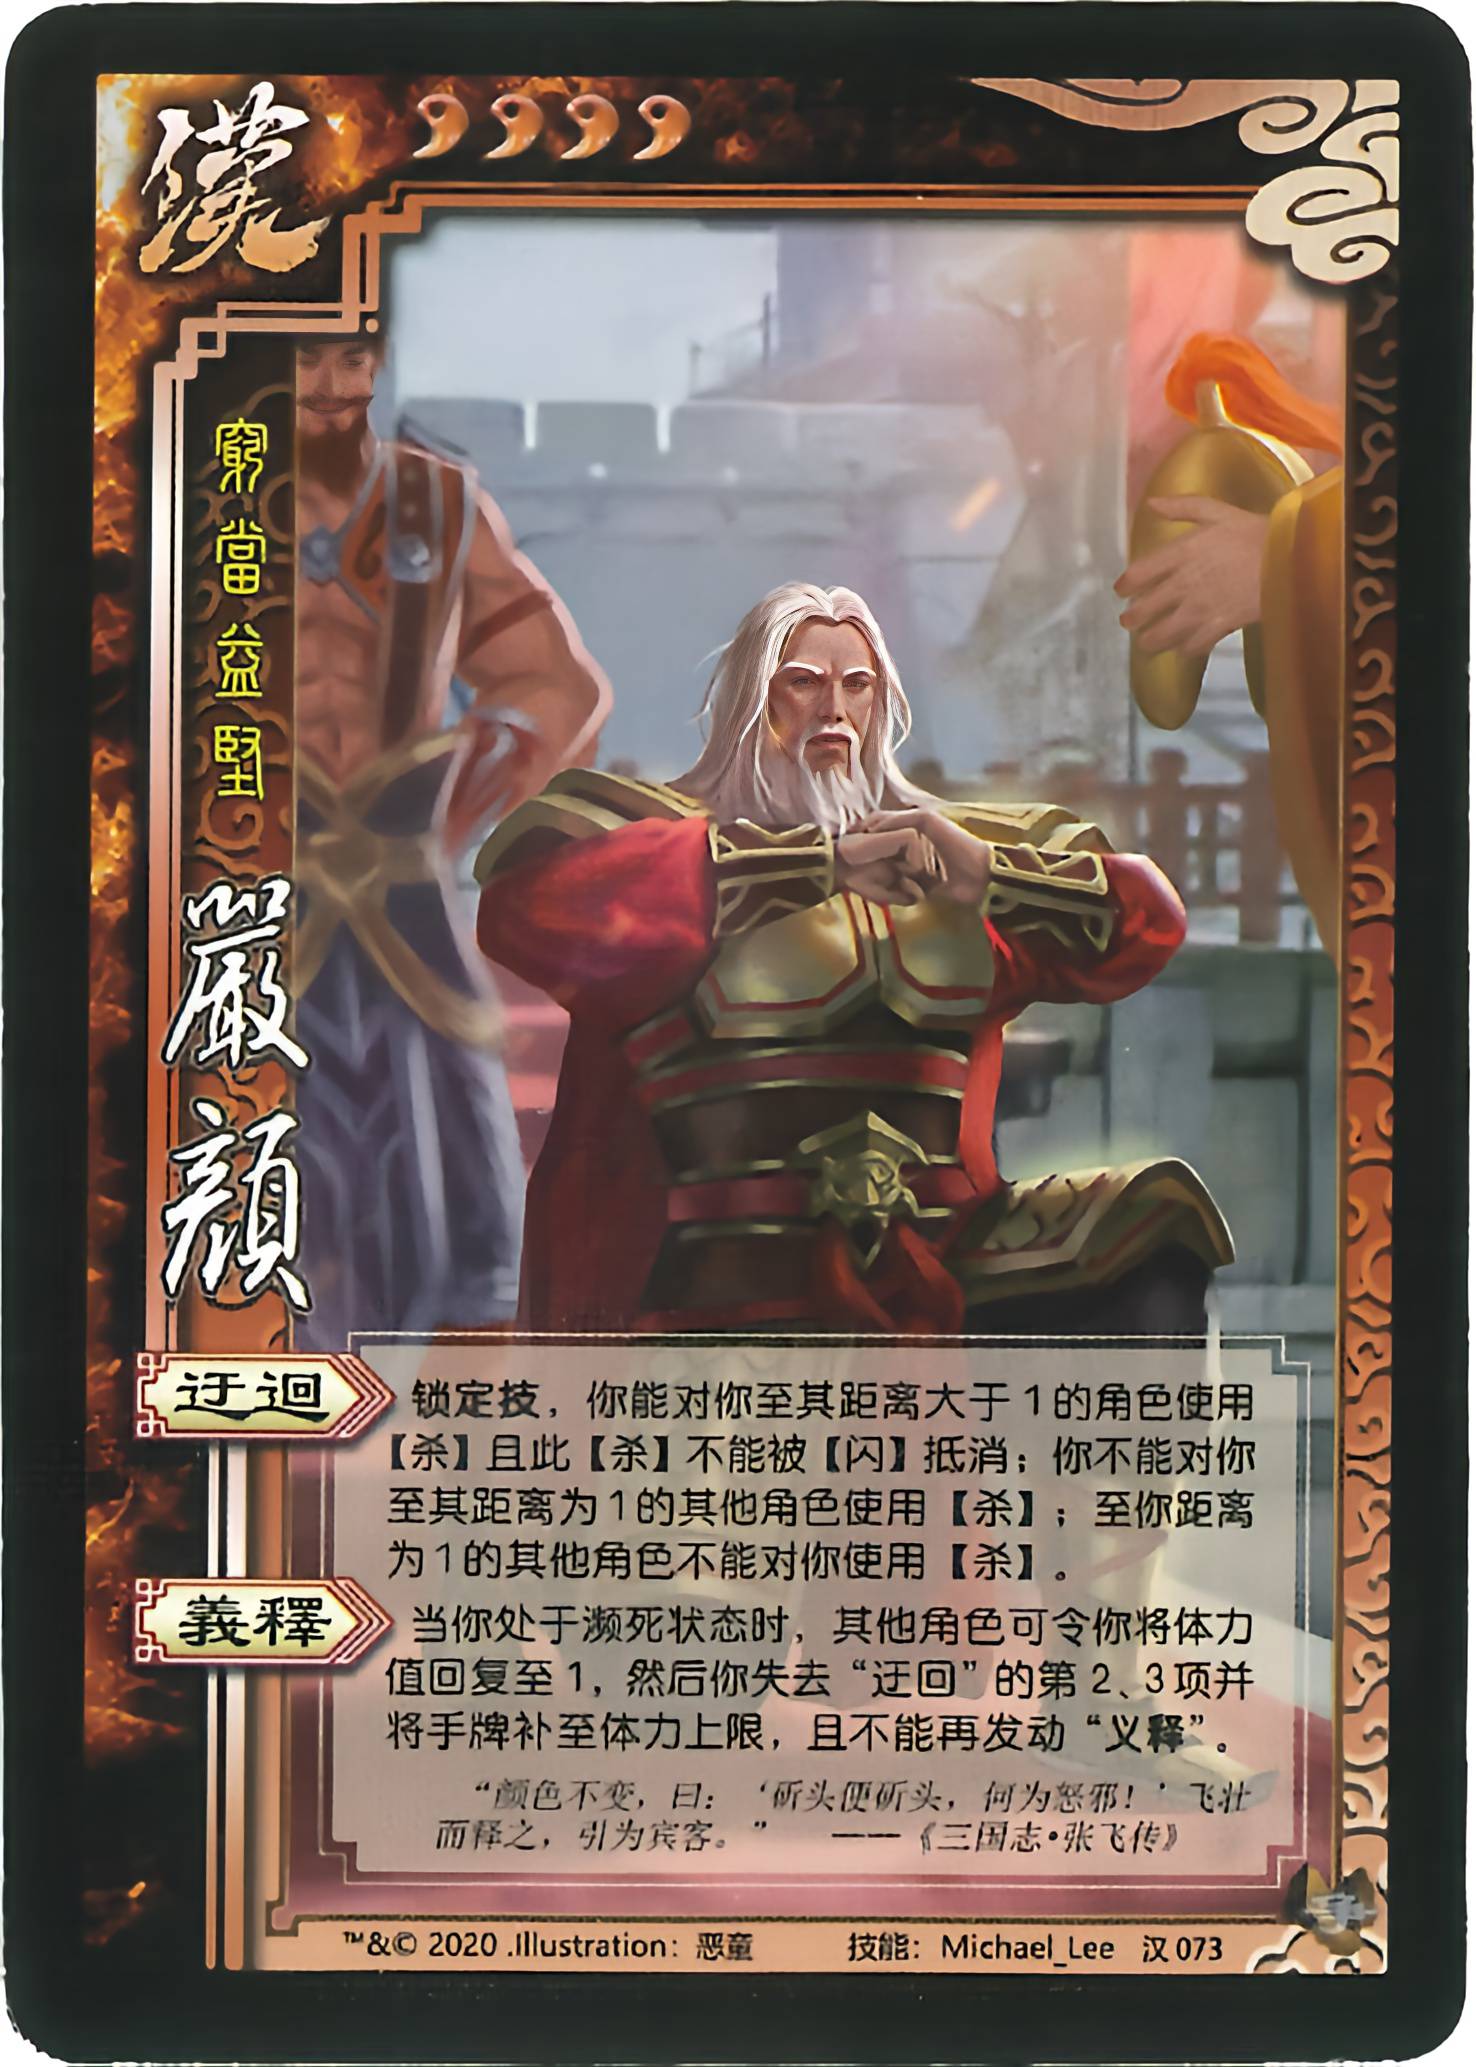 漢
窮當益堅
嚴顏
迂迴
锁定技，你能对你至其距离大于1的角色使用
【杀】且此【杀】不能被【闪】抵消；你不能对你
至其距离为1的其他角色使用【杀】；至你距离
为1的其他角色不能对你使用【杀】。
義釋
当你处于濒死状态时，其他角色可令你将体力
值回复至1，然后你失去“迂回”的第2、3项并
将手牌补至体力上限，且不能再发动“义释”。
“颜色不变，曰：‘斫头便斫头，何为怒邪！’飞壮
而释之，引为宾客。” ——《三国志•张飞传》
™&© 2020 .Illustration：恶童 技能：Michael_Lee 汉 073